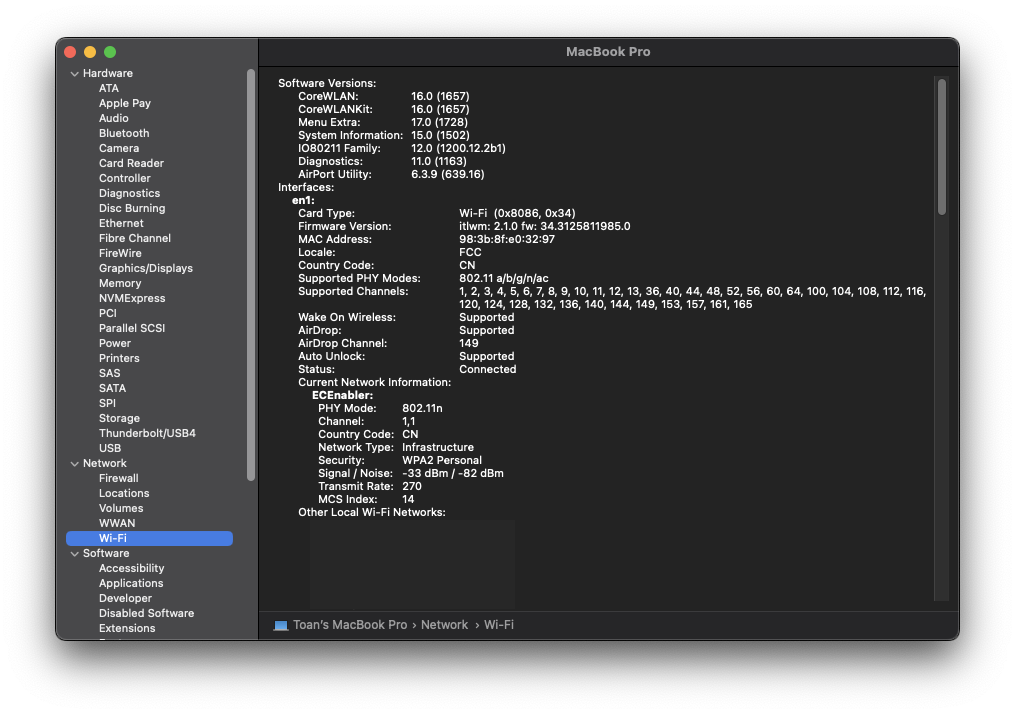 MacBook Pro
Hardware
ATA
Apple Pay
Audio
Bluetooth
Camera
Card Reader
Controller
Diagnostics
Disc Burning
Ethernet
Fibre Channel
FireWire
Graphics/Displays
Memory
NVMExpress
PCI
Parallel SCSI
Power
Printers
SAS
SATA
SPI
Storage
Thunderbolt/USB4
USB
Network
Firewall
Locations
Volumes
WWAN
Wi-Fi
Software
Accessibility
Applications
Developer
Disabled Software
Extensions
Software Versions:
CoreWLAN: 16.0 (1657)
CoreWLANKit: 16.0 (1657)
Menu Extra: 17.0 (1728)
System Information: 15.0 (1502)
IO80211 Family: 12.0 (1200.12.2b1)
Diagnostics: 11.0 (1163)
AirPort Utility: 6.3.9 (639.16)
Interfaces:
en1:
Card Type: Wi-Fi (0x8086, 0x34)
Firmware Version: itlwm: 2.1.0 fw: 34.3125811985.0
MAC Address: 98:3b:8f:e0:32:97
Locale: FCC
Country Code: CN
Supported PHY Modes: 802.11 a/b/g/n/ac
Supported Channels: 1, 2, 3, 4, 5, 6, 7, 8, 9, 10, 11, 12, 13, 36, 40, 44, 48, 52, 56, 60, 64, 100, 104, 108, 112, 116,
120, 124, 128, 132, 136, 140, 144, 149, 153, 157, 161, 165
Wake On Wireless: Supported
AirDrop: Supported
AirDrop Channel: 149
Auto Unlock: Supported
Status: Connected
Current Network Information:
ECEnabler:
PHY Mode: 802.11n
Channel: 1,1
Country Code: CN
Network Type: Infrastructure
Security: WPA2 Personal
Signal / Noise: -33 dBm / -82 dBm
Transmit Rate: 270
MCS Index: 14
Other Local Wi-Fi Networks:
Toan's MacBook Pro › Network › Wi-Fi